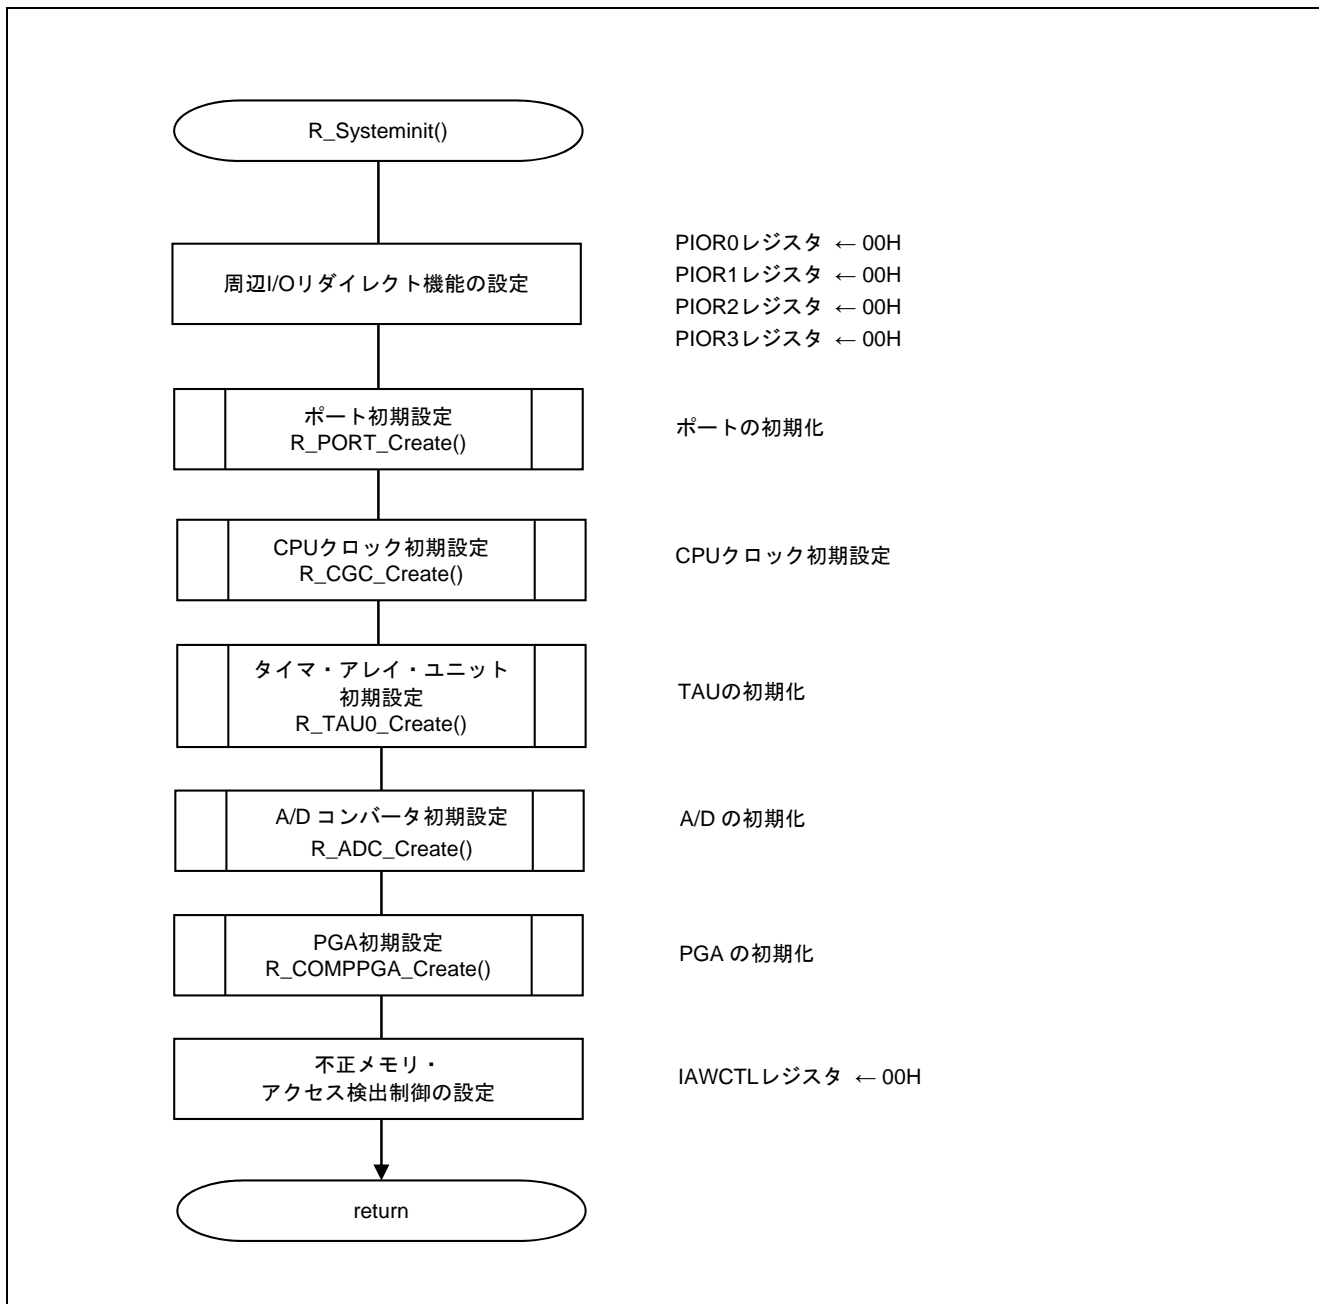 R_Systeminit()
周辺I/Oリダイレクト機能の設定
PIOR0レジスタ ← 00H
PIOR1レジスタ ← 00H
PIOR2レジスタ ← 00H
PIOR3レジスタ ← 00H
ポート初期設定
R_PORT_Create()
ポートの初期化
CPUクロック初期設定
R_CGC_Create()
CPUクロック初期設定
タイマ・アレイ・ユニット
初期設定
R_TAU0_Create()
TAUの初期化
A/D コンバータ初期設定
R_ADC_Create()
A/D の初期化
PGA初期設定
R_COMPPGA_Create()
PGA の初期化
不正メモリ・
アクセス検出制御の設定
IAWCTLレジスタ ← 00H
return